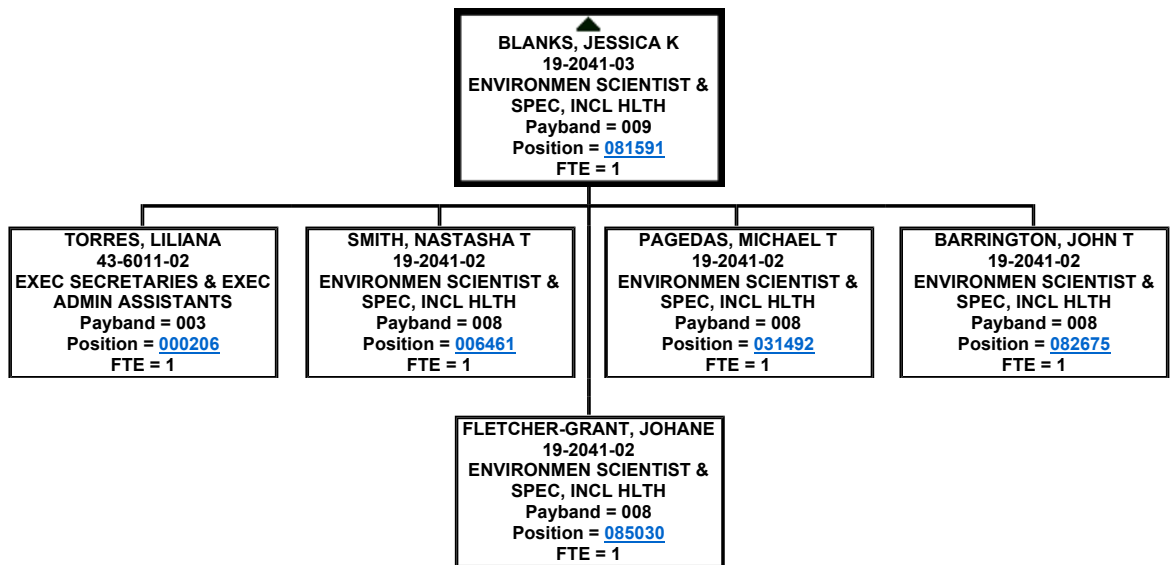 BLANKS, JESSICA K
19-2041-03
ENVIRONMEN SCIENTIST &
SPEC, INCL HLTH
Payband = 009
Position = 081591
FTE = 1
TORRES, LILIANA
43-6011-02
EXEC SECRETARIES & EXEC
ADMIN ASSISTANTS
Payband = 003
Position = 000206
FTE = 1
SMITH, NASTASHA T
19-2041-02
ENVIRONMEN SCIENTIST &
SPEC, INCL HLTH
Payband = 008
Position = 006461
FTE = 1
PAGEDAS, MICHAEL T
19-2041-02
ENVIRONMEN SCIENTIST &
SPEC, INCL HLTH
Payband = 008
Position = 031492
FTE = 1
BARRINGTON, JOHN T
19-2041-02
ENVIRONMEN SCIENTIST &
SPEC, INCL HLTH
Payband = 008
Position = 082675
FTE = 1
FLETCHER-GRANT, JOHANE
19-2041-02
ENVIRONMEN SCIENTIST &
SPEC, INCL HLTH
Payband = 008
Position = 085030
FTE = 1